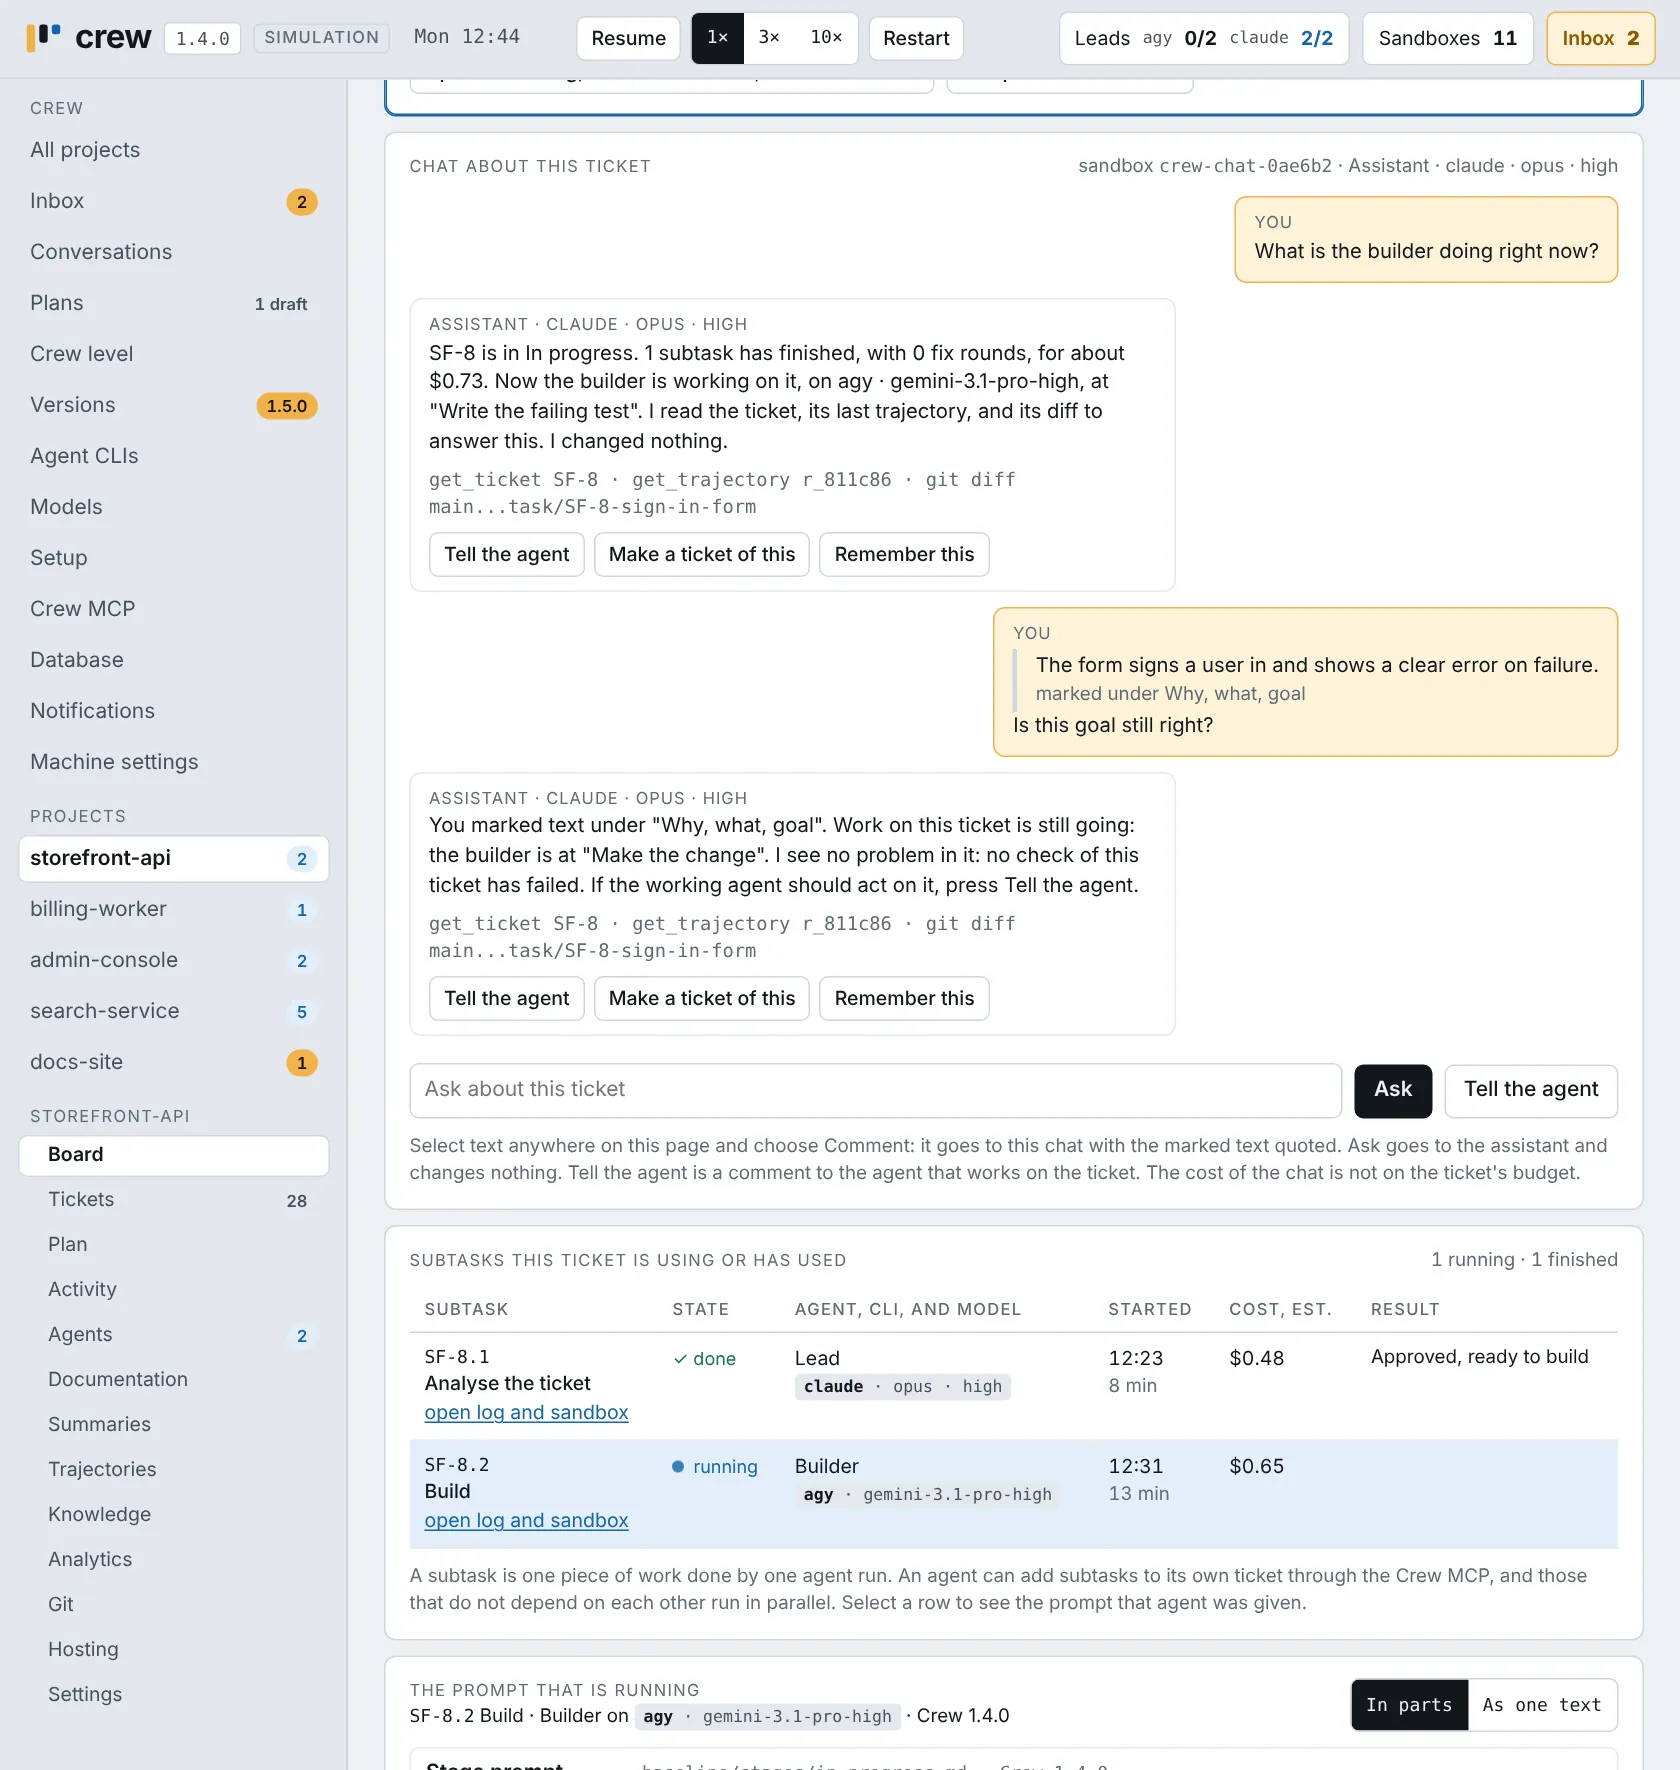 crew 1.4.0 SIMULATION Mon 12:44 Resume 1× 3× 10× Restart Leads agy 0/2 claude 2/2 Sandboxes 11 Inbox 2
CREW
All projects
Inbox 2
Conversations
Plans 1 draft
Crew level
Versions 1.5.0
Agent CLIs
Models
Setup
Crew MCP
Database
Notifications
Machine settings
PROJECTS
storefront-api 2
billing-worker 1
admin-console 2
search-service 5
docs-site 1
STOREFRONT-API
Board
Tickets 28
Plan
Activity
Agents 2
Documentation
Summaries
Trajectories
Knowledge
Analytics
Git
Hosting
Settings
CHAT ABOUT THIS TICKET sandbox crew-chat-0ae6b2 · Assistant · claude · opus · high
YOU
What is the builder doing right now?
ASSISTANT · CLAUDE · OPUS · HIGH
SF-8 is in In progress. 1 subtask has finished, with 0 fix rounds, for about
$0.73. Now the builder is working on it, on agy · gemini-3.1-pro-high, at
"Write the failing test". I read the ticket, its last trajectory, and its diff to
answer this. I changed nothing.
get_ticket SF-8 · get_trajectory r_811c86 · git diff
main...task/SF-8-sign-in-form
Tell the agent Make a ticket of this Remember this
YOU
The form signs a user in and shows a clear error on failure.
marked under Why, what, goal
Is this goal still right?
ASSISTANT · CLAUDE · OPUS · HIGH
You marked text under "Why, what, goal". Work on this ticket is still going:
the builder is at "Make the change". I see no problem in it: no check of this
ticket has failed. If the working agent should act on it, press Tell the agent.
get_ticket SF-8 · get_trajectory r_811c86 · git diff
main...task/SF-8-sign-in-form
Tell the agent Make a ticket of this Remember this
Ask about this ticket Ask Tell the agent
Select text anywhere on this page and choose Comment: it goes to this chat with the marked text quoted. Ask goes to the assistant and
changes nothing. Tell the agent is a comment to the agent that works on the ticket. The cost of the chat is not on the ticket's budget.
SUBTASKS THIS TICKET IS USING OR HAS USED 1 running · 1 finished
SUBTASK STATE AGENT, CLI, AND MODEL STARTED COST, EST. RESULT
SF-8.1 ✓ done Lead 12:23 $0.48 Approved, ready to build
Analyse the ticket claude · opus · high 8 min
open log and sandbox
SF-8.2 running Builder 12:31 $0.65
Build agy · gemini-3.1-pro-high 13 min
open log and sandbox
A subtask is one piece of work done by one agent run. An agent can add subtasks to its own ticket through the Crew MCP, and those
that do not depend on each other run in parallel. Select a row to see the prompt that agent was given.
THE PROMPT THAT IS RUNNING
SF-8.2 Build · Builder on agy · gemini-3.1-pro-high · Crew 1.4.0 In parts As one text